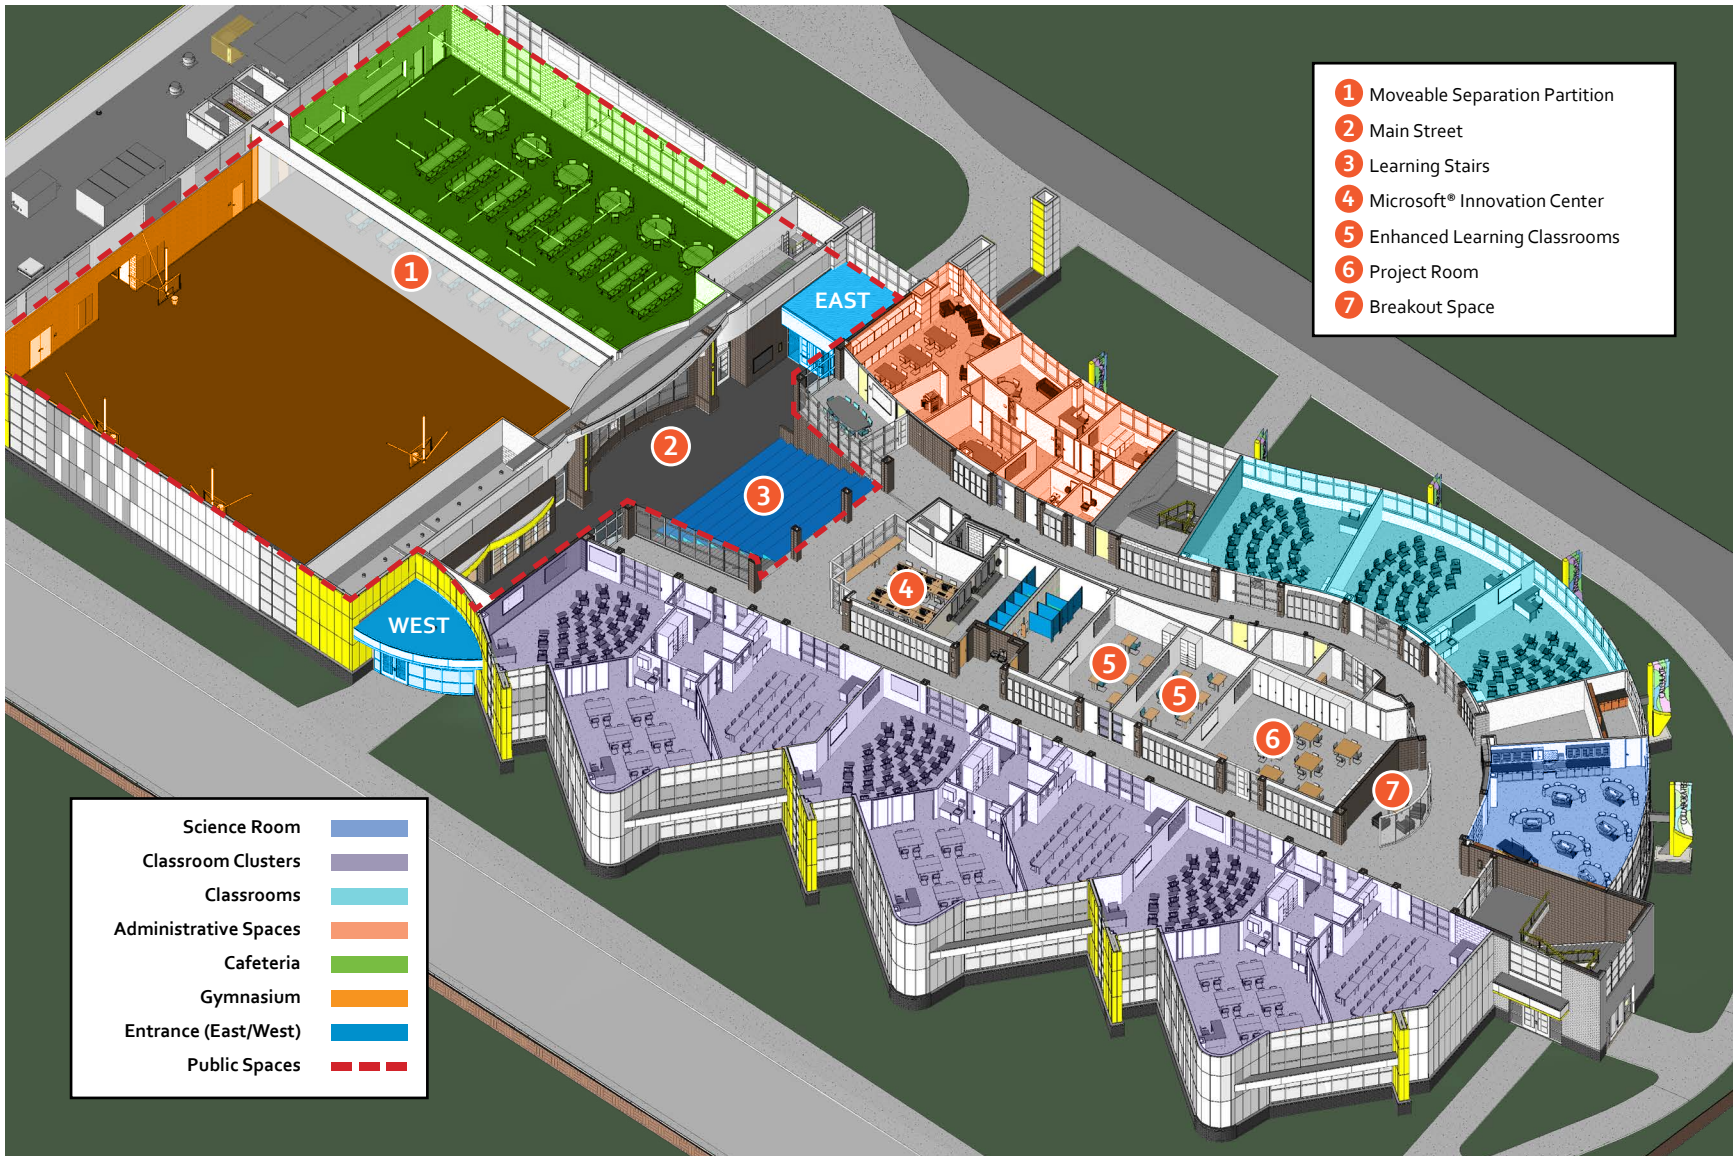 1 Moveable Separation Partition
2 Main Street
3 Learning Stairs
4 Microsoft® Innovation Center
5 Enhanced Learning Classrooms
6 Project Room
7 Breakout Space
1
EAST
2
3
WEST
4
5
5
6
7
Science Room
Classroom Clusters
Classrooms
Administrative Spaces
Cafeteria
Gymnasium
Entrance (East/West)
Public Spaces